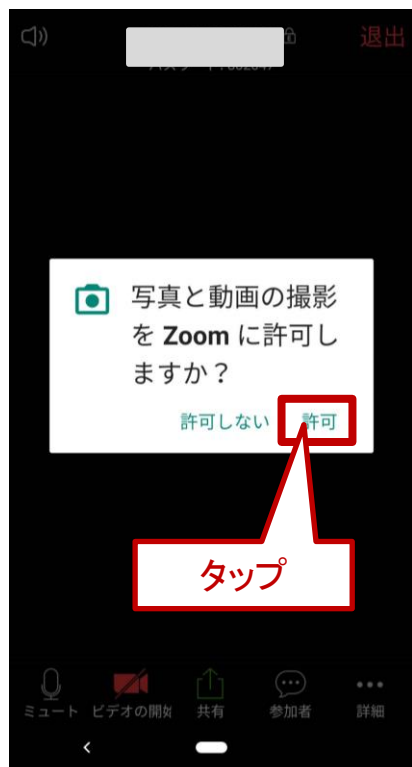 退出
写真と動画の撮影
を Zoom に許可し
ますか？
許可しない 許可
タップ
ミュート ビデオの開始 共有 参加者 詳細